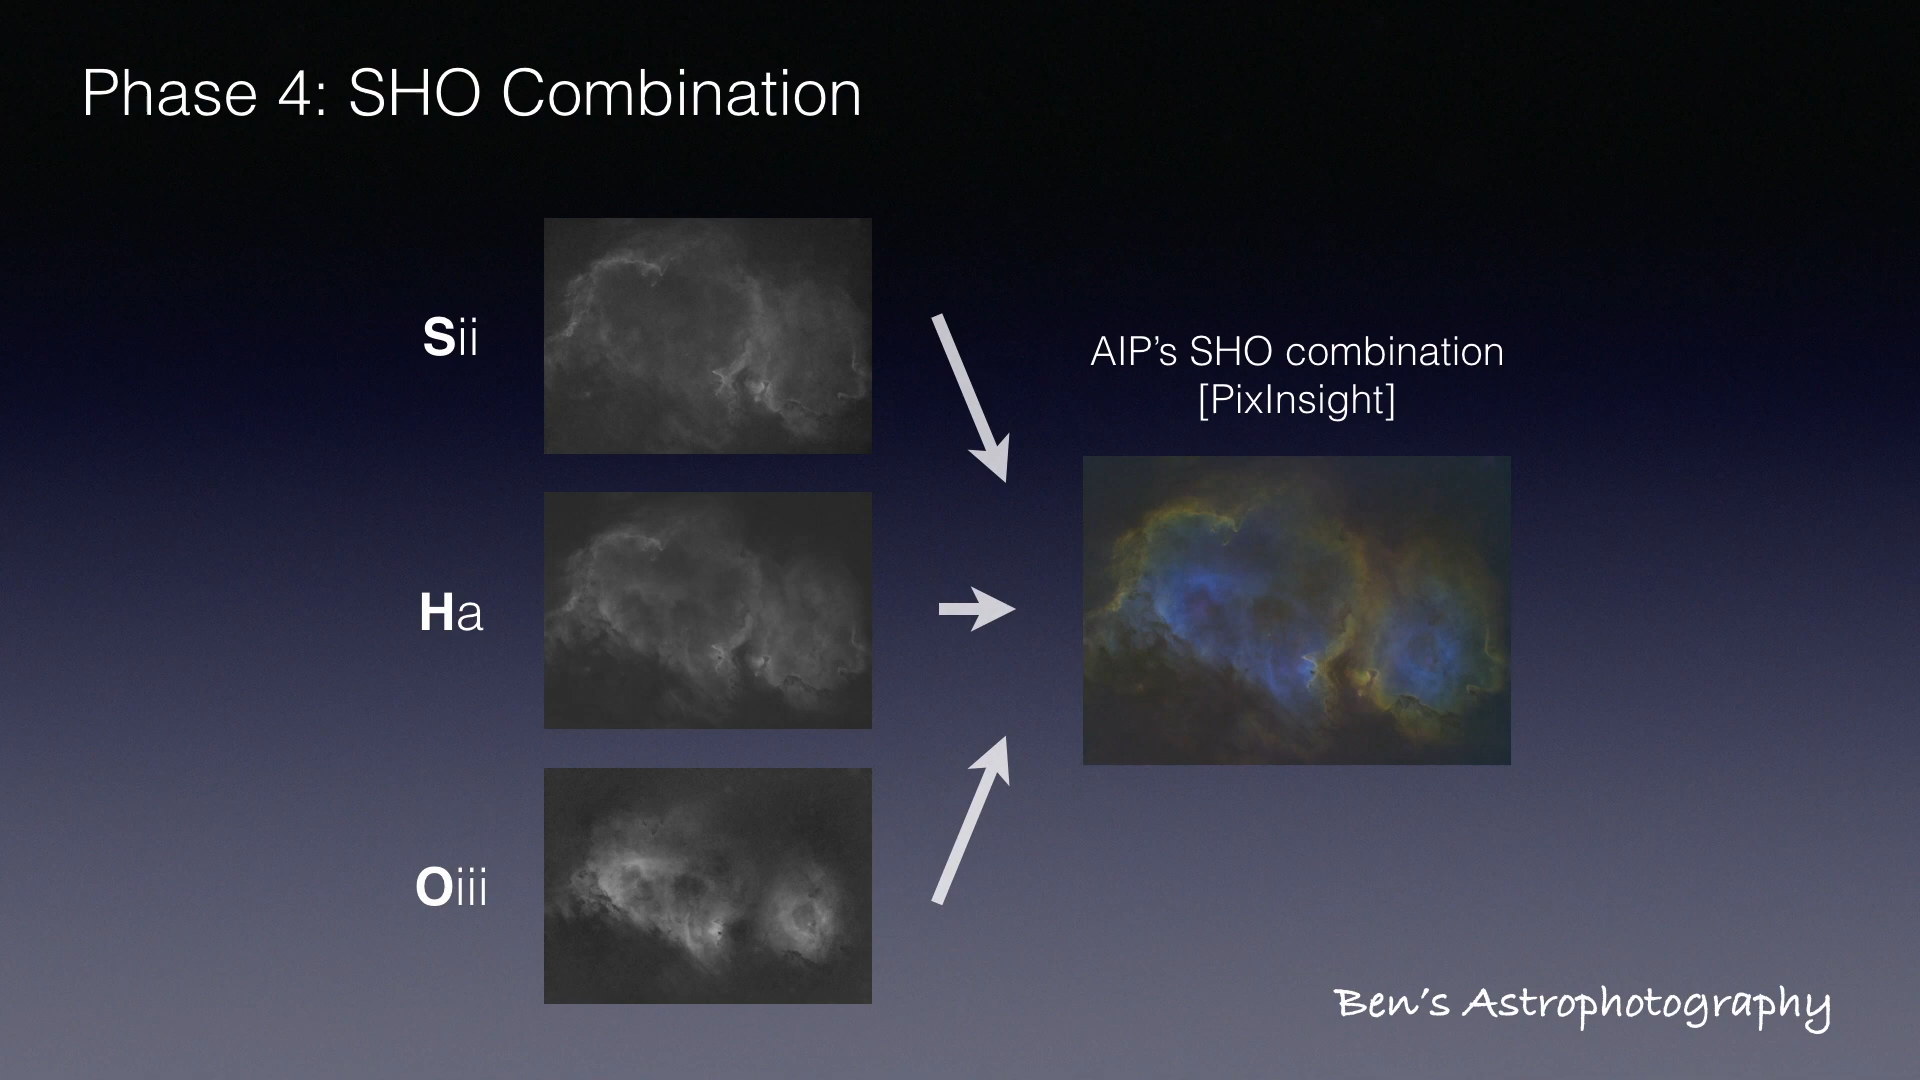 Phase 4: SHO Combination
Sii
AIP’s SHO combination
[PixInsight]
Ha
Oiii
Ben’s Astrophotography